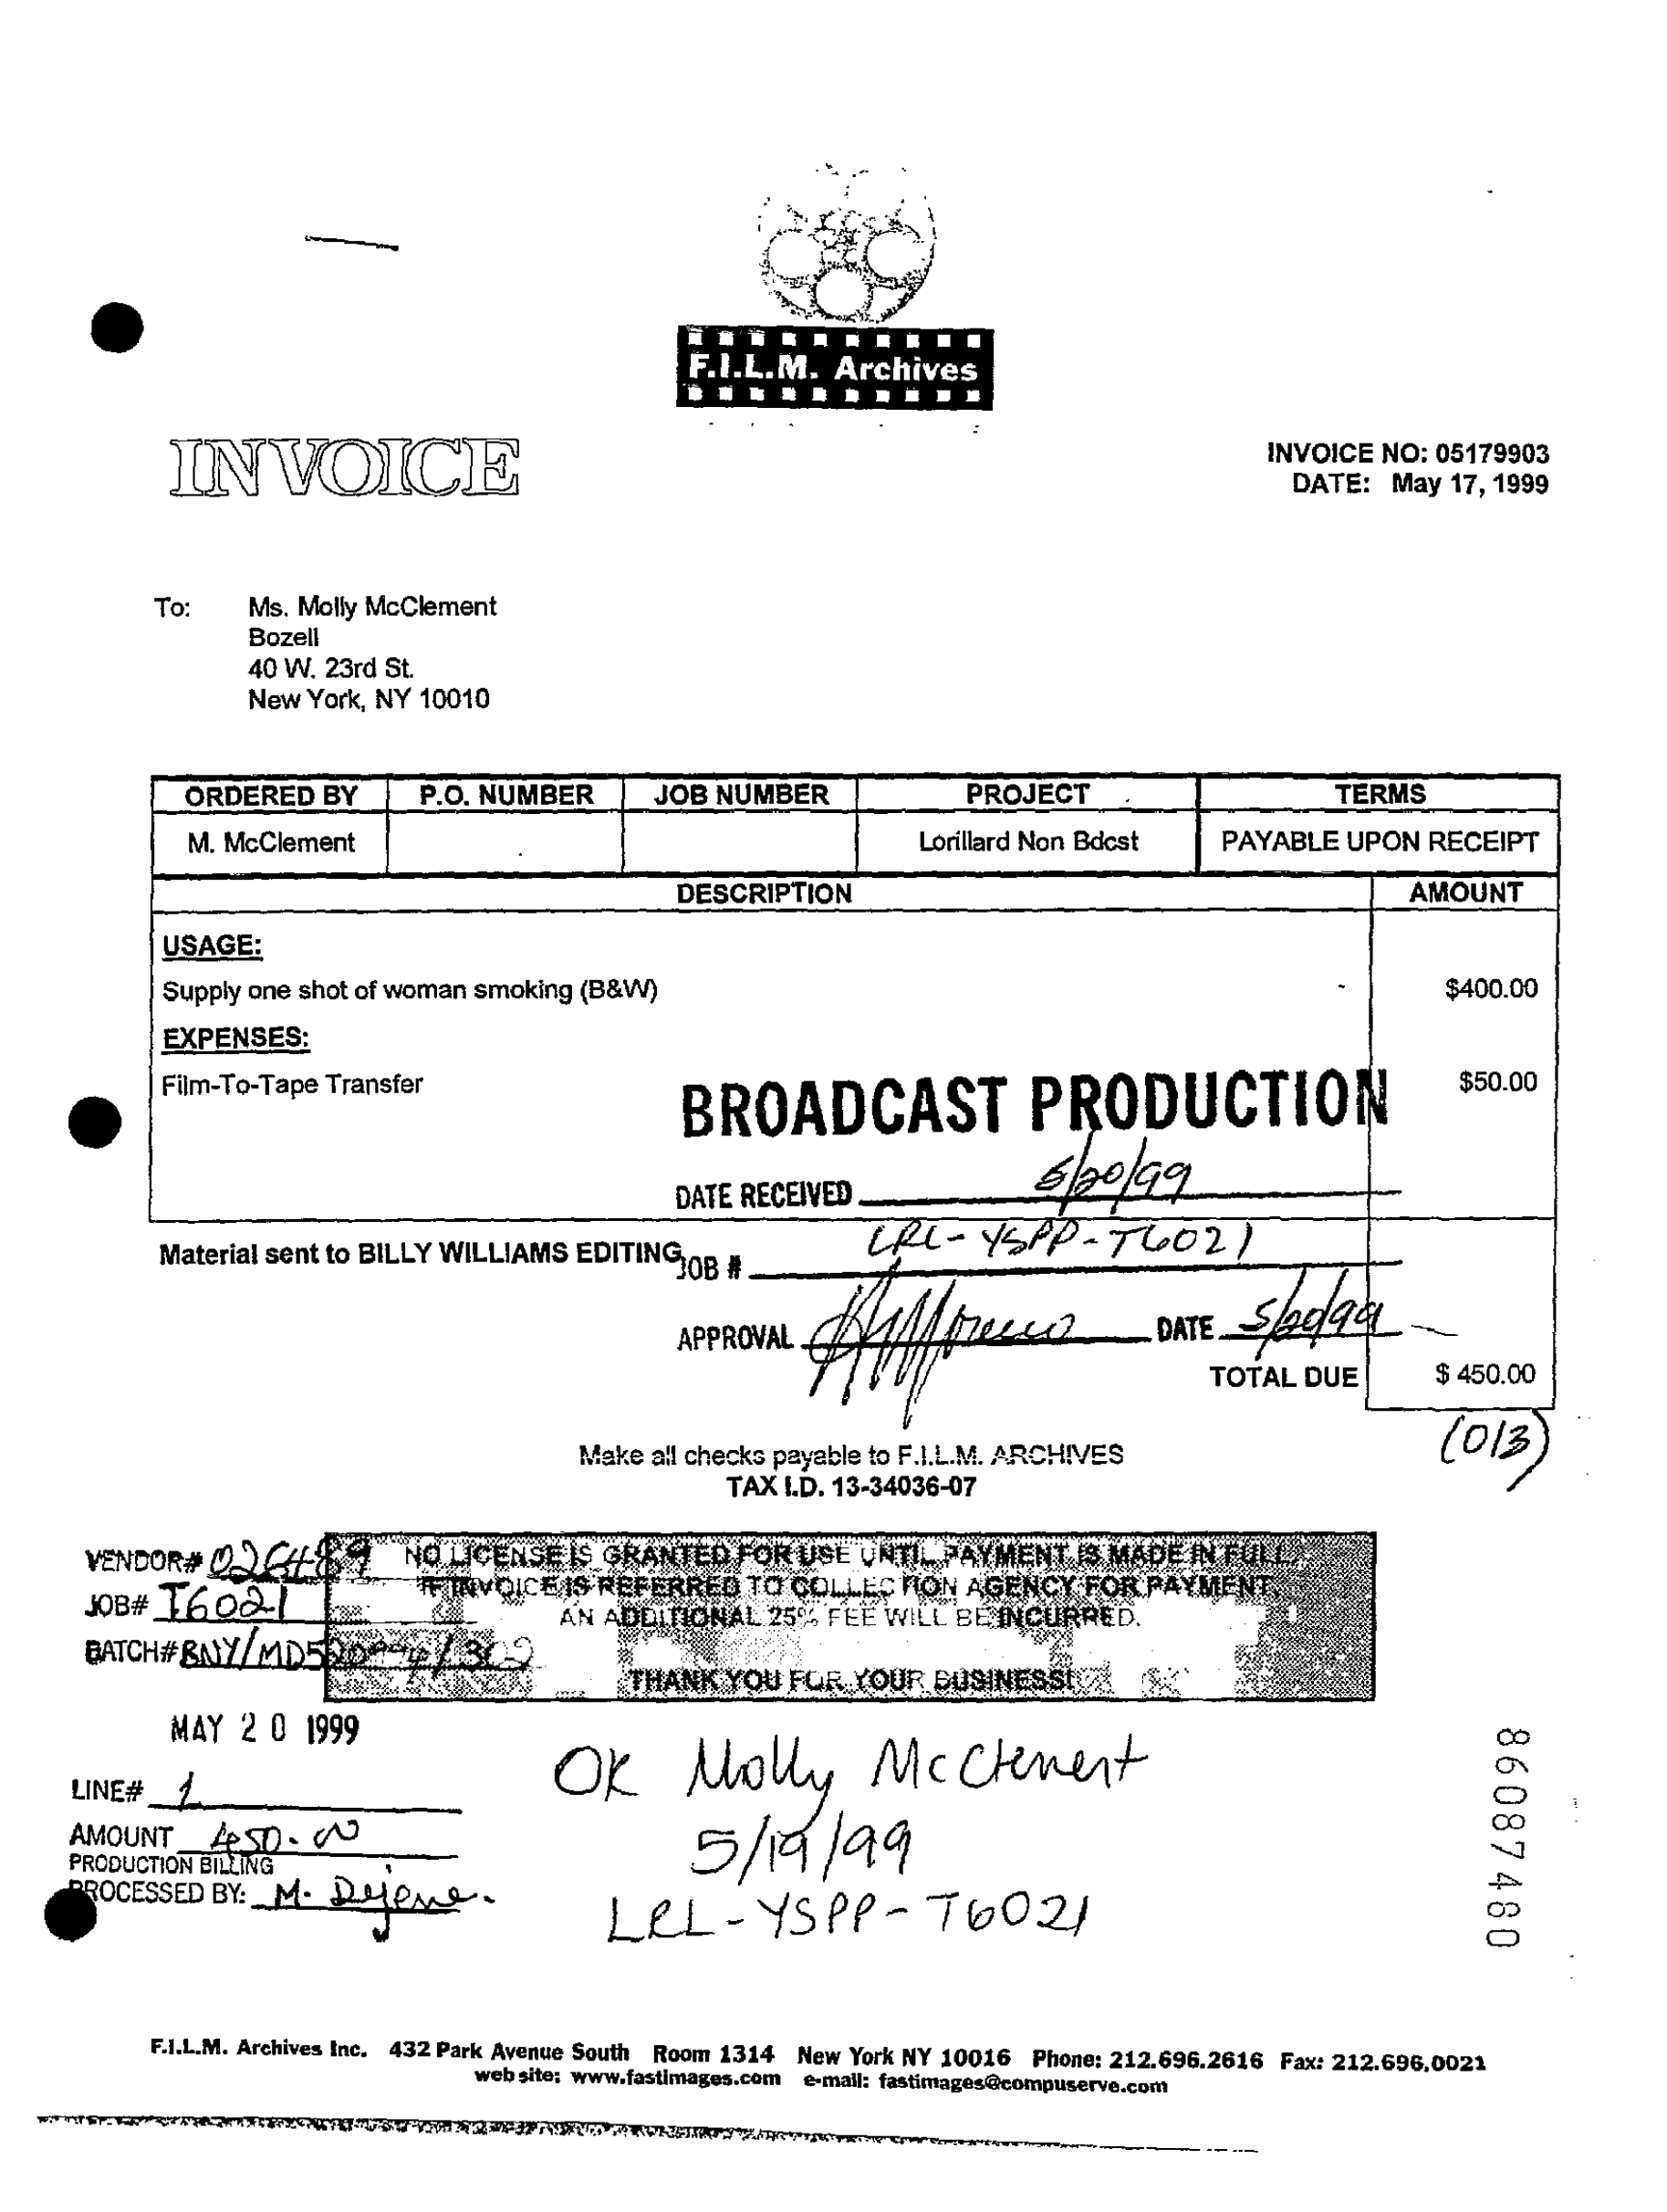 F.I.L.M. Archives
INVOICE
INVOICE NO: 05179903
DATE: May 17, 1999
To: Ms. Molly McClement
Bozell
40 W. 23rd St.
New York, NY 10010
ORDERED BY P.O. NUMBER JOB NUMBER PROJECT TERMS
M. McClement Lorillard Non Bdcst PAYABLE UPON RECEIPT
DESCRIPTION AMOUNT
USAGE:
Supply one shot of woman smoking (B&W) $400.00
EXPENSES:
Film-To-Tape Transfer $50.00
BROADCAST PRODUCTION
DATE RECEIVED 5/20/99
Material sent to BILLY WILLIAMS EDITING
JOB # LRL-YSPP-T6021
APPROVAL DATE 5/20/99
TOTAL DUE $ 450.00
(013)
Make all checks payable to F.I.L.M. ARCHIVES
TAX I.D. 13-34036-07
VENDOR# 026489
NO LICENSE IS GRANTED FOR USE UNTIL PAYMENT IS MADE IN FULL.
IF INVOICE IS REFERRED TO COLLECTION AGENCY FOR PAYMENT,
JOB# T6021
AN ADDITIONAL 25% FEE WILL BE INCURRED.
BATCH# BNY/MD
THANK YOU FOR YOUR BUSINESS!
MAY 20 1999
OK Molly McClement
LINE# 1
5/19/99
AMOUNT 450.00
PRODUCTION BILLING
PROCESSED BY: M. Dejene.
LRL-YSPP-T6021
86087480
F.I.L.M. Archives Inc. 432 Park Avenue South Room 1314 New York NY 10016 Phone: 212.696.2616 Fax: 212.696.0021
web site: www.fastimages.com e-mail: fastimages@compuserve.com